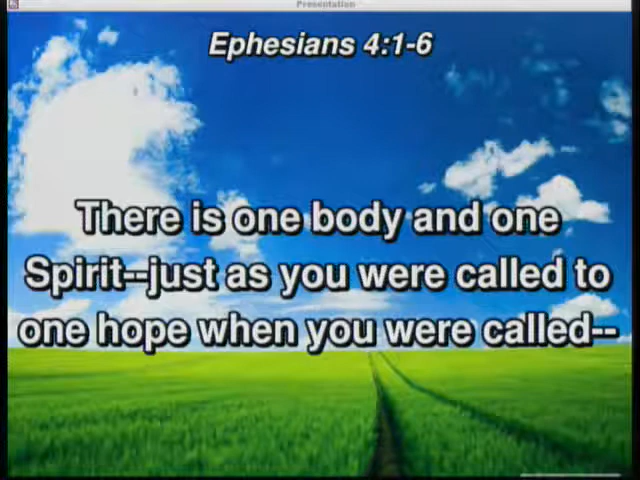 Presentation
Ephesians 4:1-6
There is one body and one
Spirit--just as you were called to
one hope when you were called--